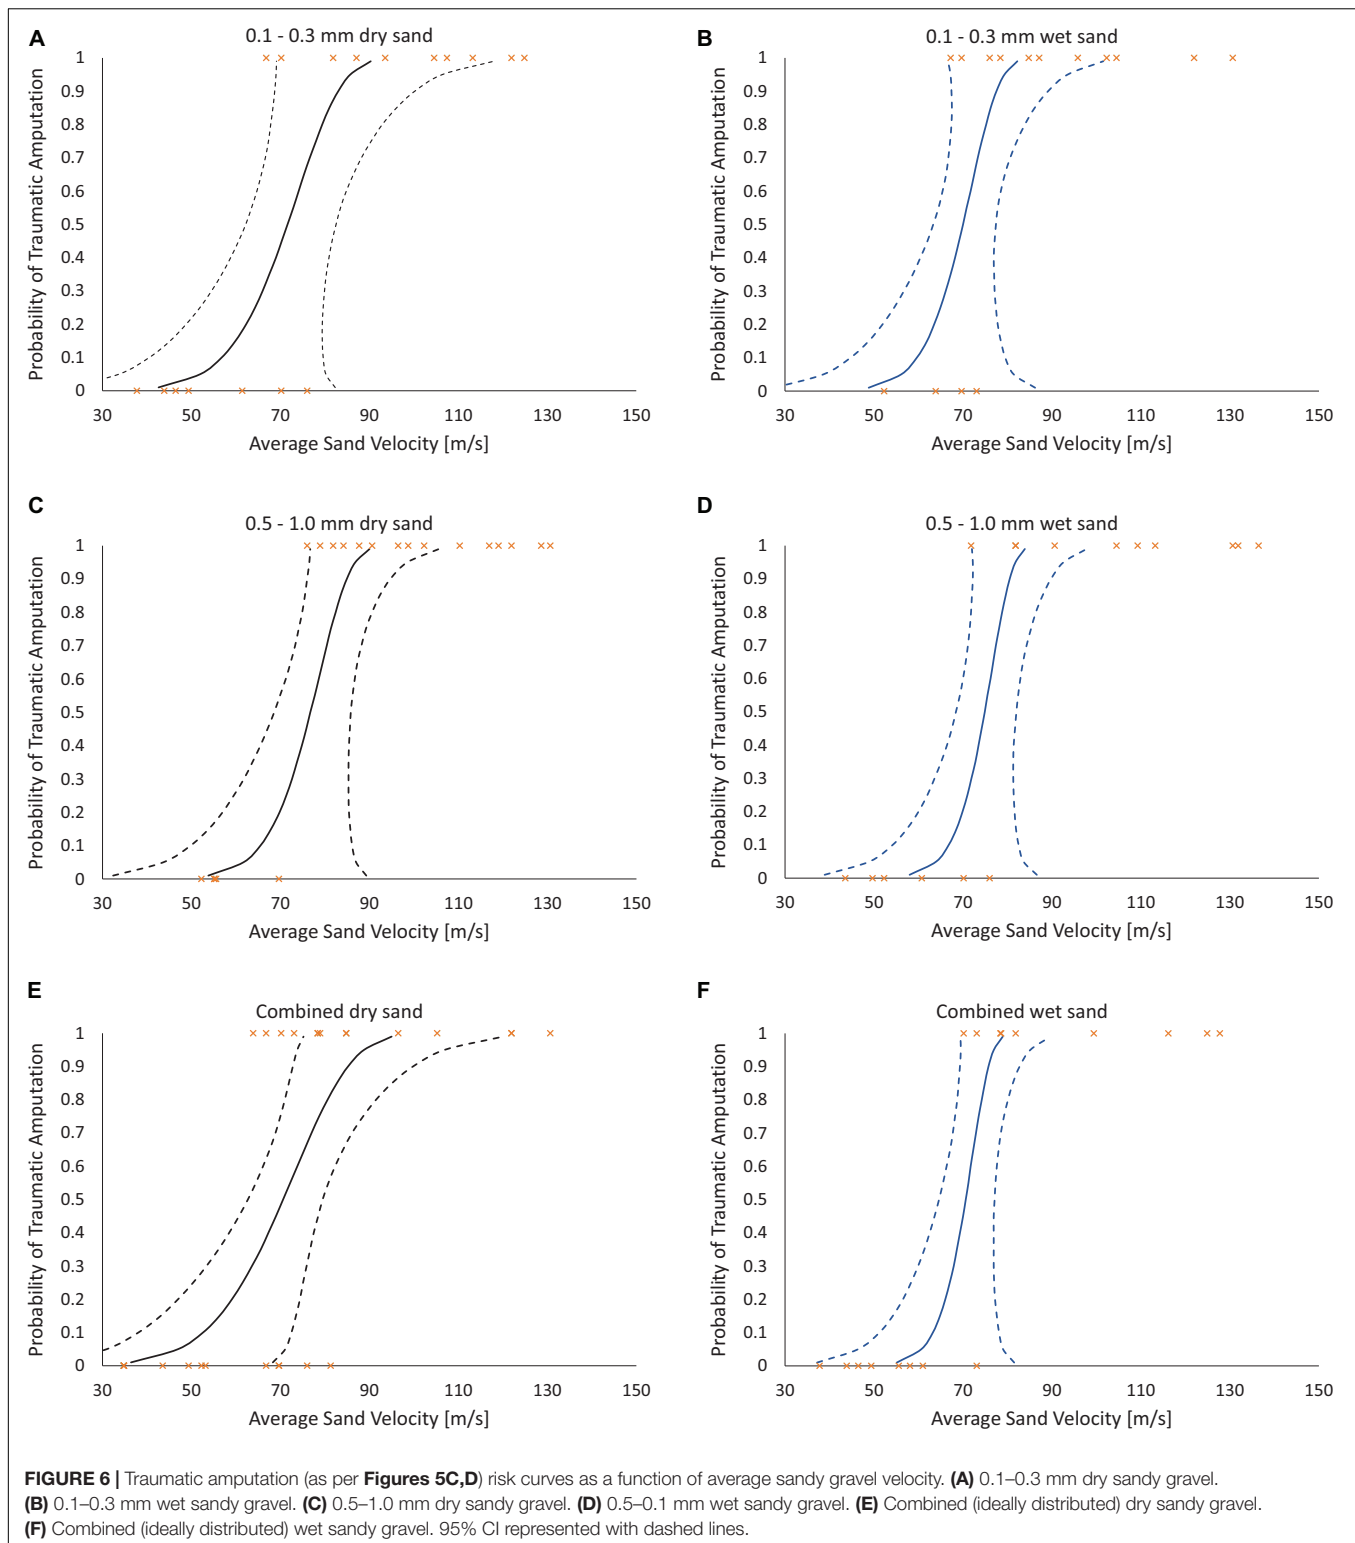 A
0.1 - 0.3 mm dry sand
Probability of Traumatic Amputation
1
0.9
0.8
0.7
0.6
0.5
0.4
0.3
0.2
0.1
0
30 50 70 90 110 130 150
Average Sand Velocity [m/s]
B
0.1 - 0.3 mm wet sand
Probability of Traumatic Amputation
1
0.9
0.8
0.7
0.6
0.5
0.4
0.3
0.2
0.1
0
30 50 70 90 110 130 150
Average Sand Velocity [m/s]
C
0.5 - 1.0 mm dry sand
Probability of Traumatic Amputation
1
0.9
0.8
0.7
0.6
0.5
0.4
0.3
0.2
0.1
0
30 50 70 90 110 130 150
Average Sand Velocity [m/s]
D
0.5 - 1.0 mm wet sand
Probability of Traumatic Amputation
1
0.9
0.8
0.7
0.6
0.5
0.4
0.3
0.2
0.1
0
30 50 70 90 110 130 150
Average Sand Velocity [m/s]
E
Combined dry sand
Probability of Traumatic Amputation
1
0.9
0.8
0.7
0.6
0.5
0.4
0.3
0.2
0.1
0
30 50 70 90 110 130 150
Average Sand Velocity [m/s]
F
Combined wet sand
Probability of Traumatic Amputation
1
0.9
0.8
0.7
0.6
0.5
0.4
0.3
0.2
0.1
0
30 50 70 90 110 130 150
Average Sand Velocity [m/s]
FIGURE 6 | Traumatic amputation (as per Figures 5C,D) risk curves as a function of average sandy gravel velocity. (A) 0.1–0.3 mm dry sandy gravel.
(B) 0.1–0.3 mm wet sandy gravel. (C) 0.5–1.0 mm dry sandy gravel. (D) 0.5–0.1 mm wet sandy gravel. (E) Combined (ideally distributed) dry sandy gravel.
(F) Combined (ideally distributed) wet sandy gravel. 95% CI represented with dashed lines.